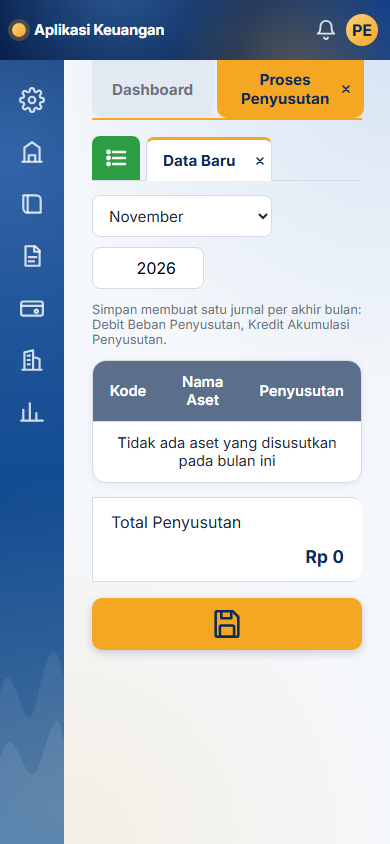 Aplikasi Keuangan
PE
Dashboard
Proses
Penyusutan ×
Data Baru ×
November
2026
Simpan membuat satu jurnal per akhir bulan:
Debit Beban Penyusutan, Kredit Akumulasi
Penyusutan.
Kode Nama Aset Penyusutan
Tidak ada aset yang disusutkan
pada bulan ini
Total Penyusutan
Rp 0